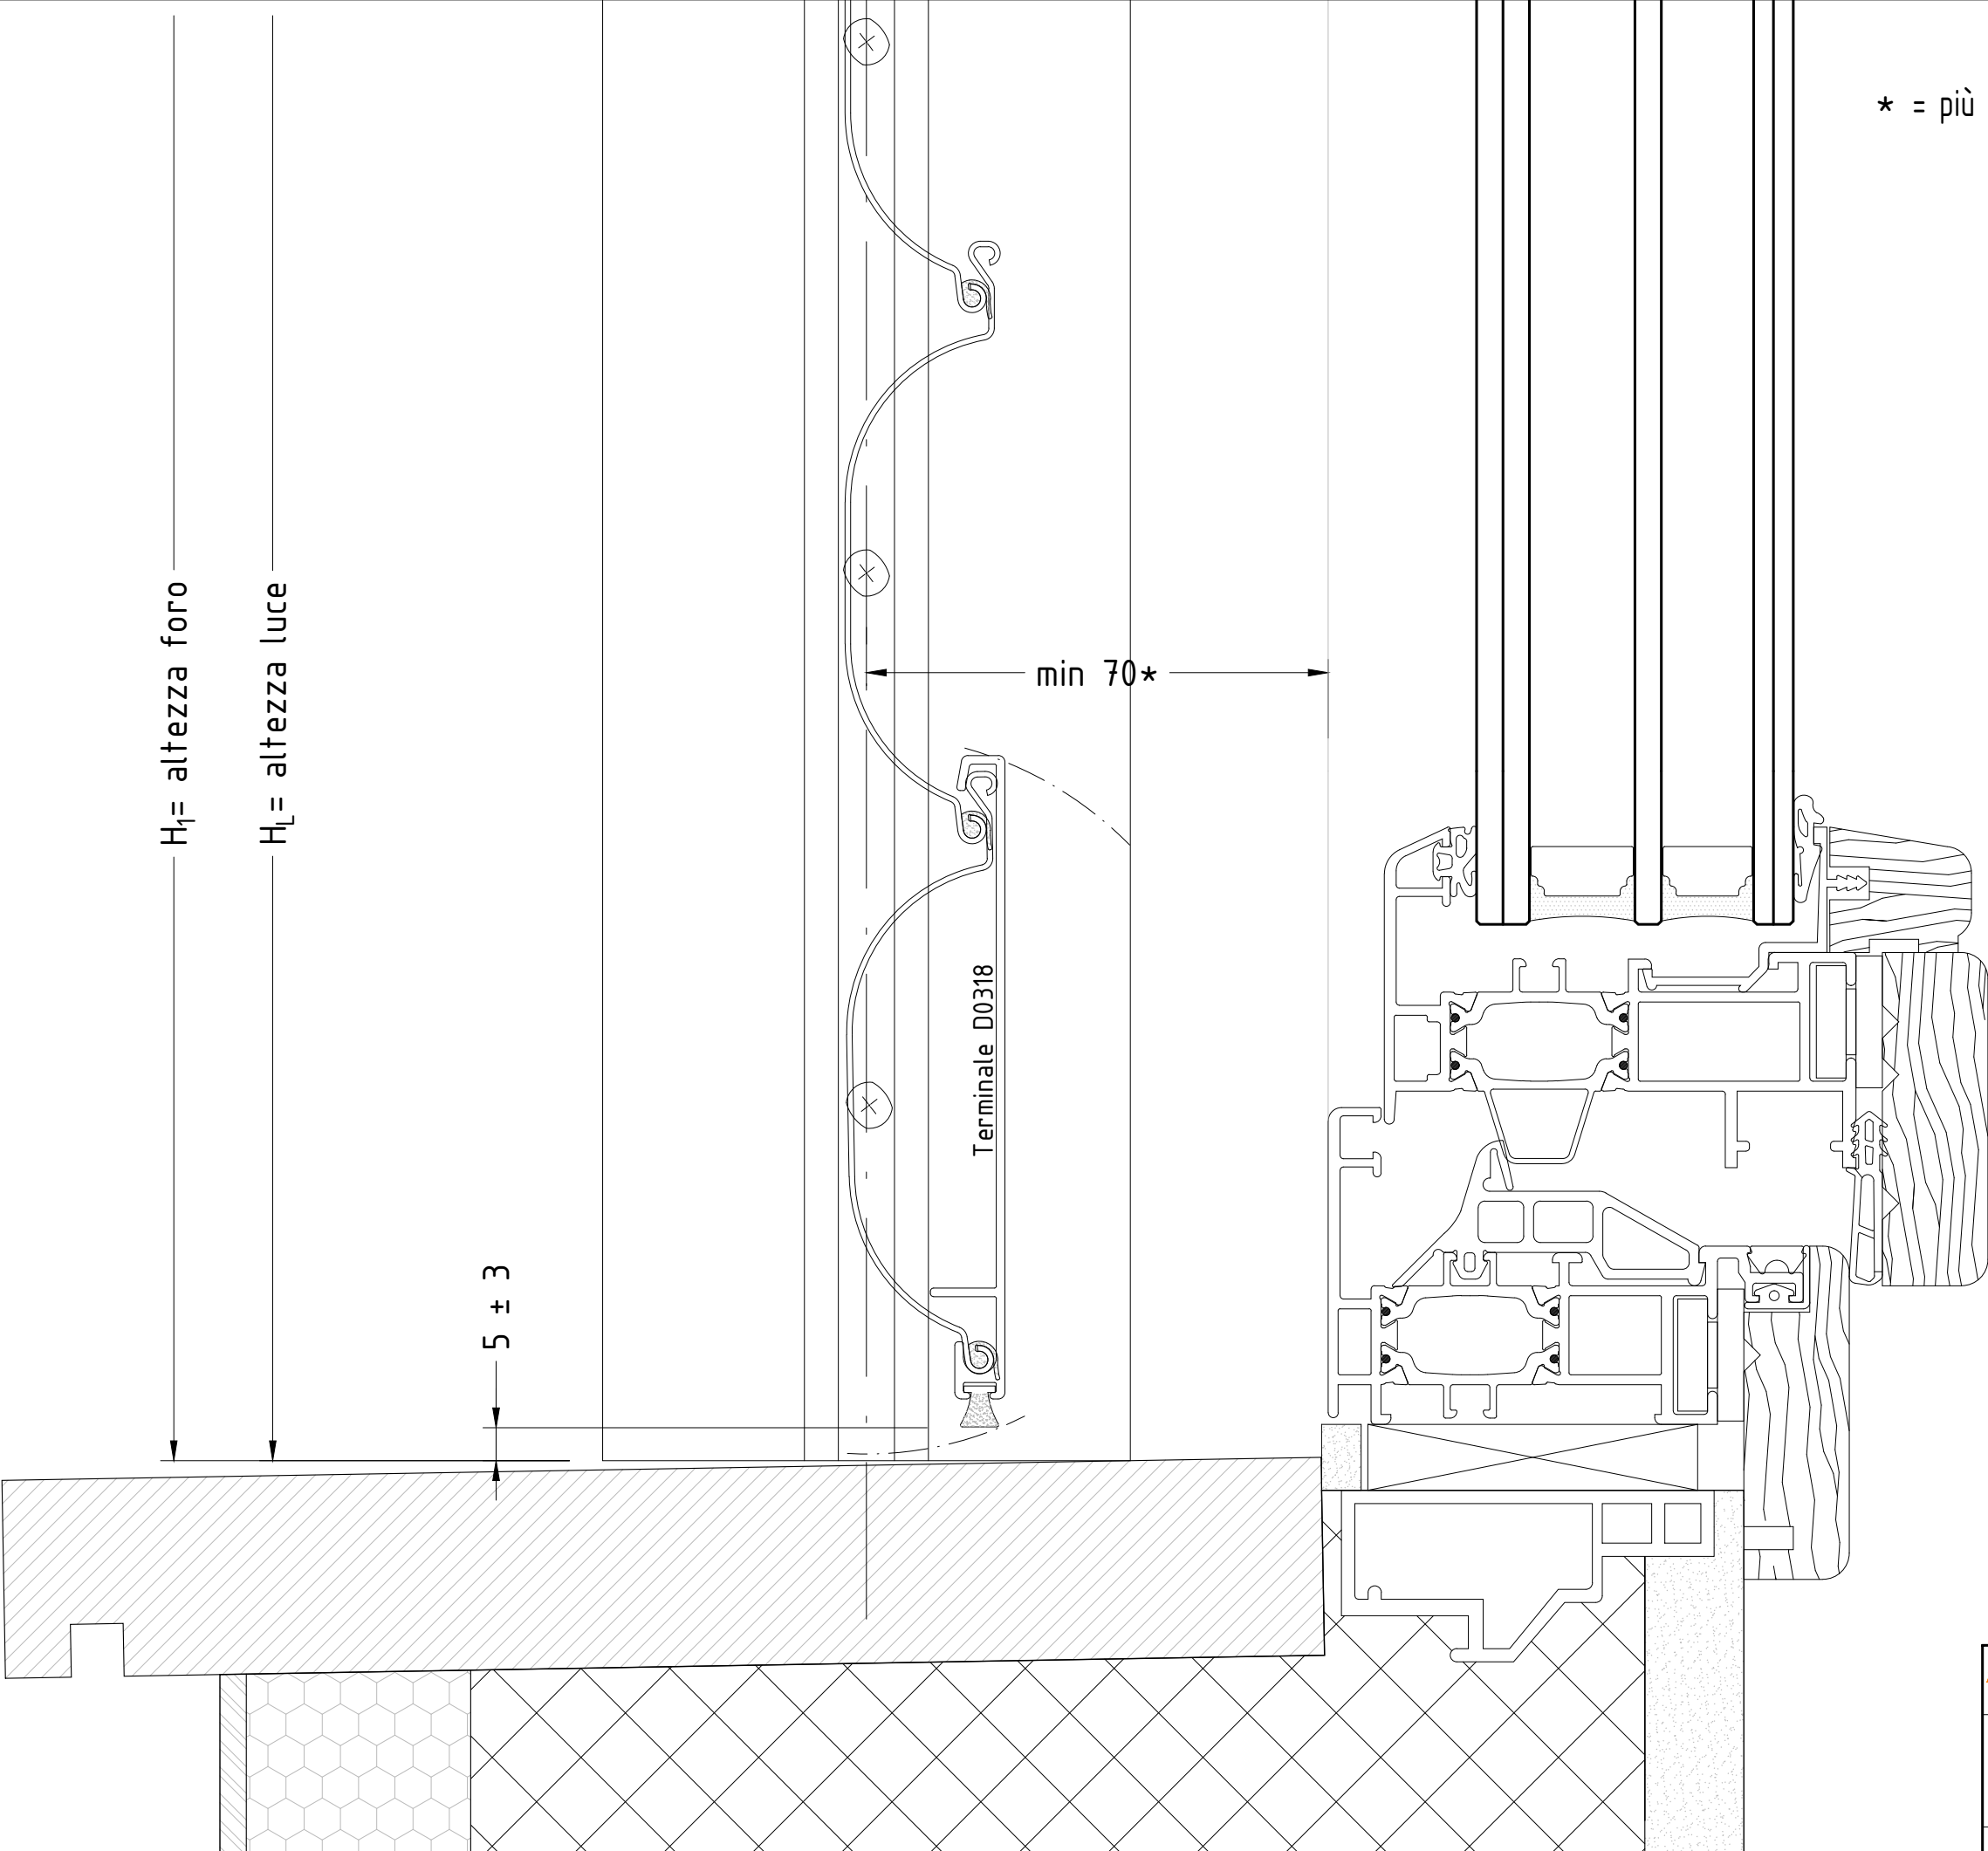 * = più
H1= altezza foro
HL= altezza luce
min 70*
Terminale D0318
5 ± 3